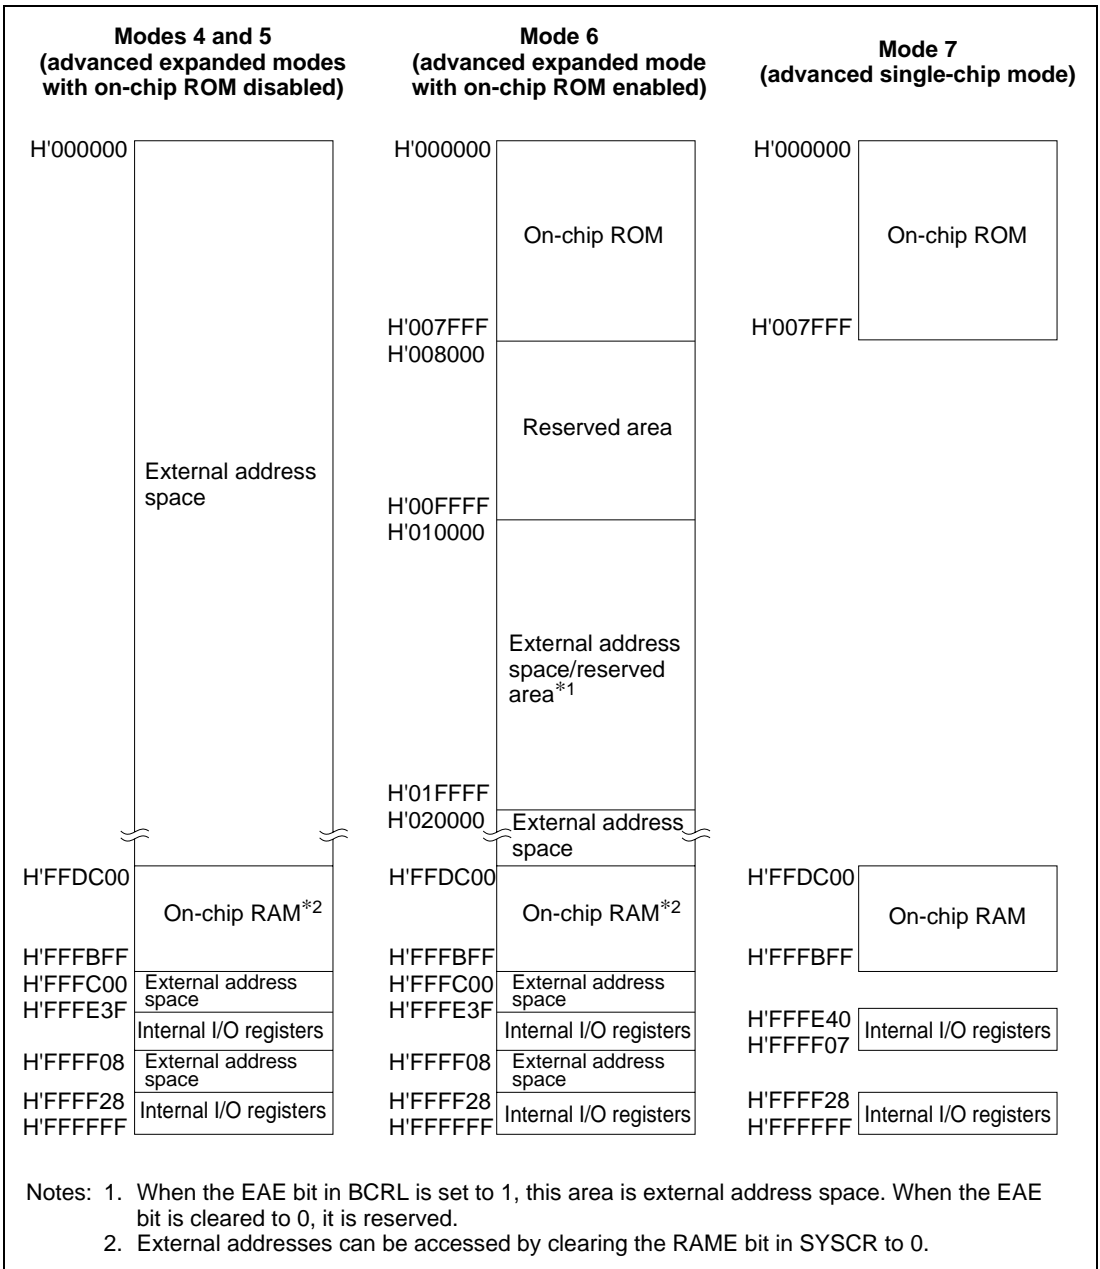 Modes 4 and 5
(advanced expanded modes
with on-chip ROM disabled)
H'000000
External address
space
H'FFDC00
On-chip RAM*2
H'FFFBFF
H'FFFC00
External address
space
H'FFFE3F
Internal I/O registers
H'FFFF08
External address
space
H'FFFF28
Internal I/O registers
H'FFFFFF
Mode 6
(advanced expanded mode
with on-chip ROM enabled)
H'000000
On-chip ROM
H'007FFF
H'008000
Reserved area
H'00FFFF
H'010000
External address
space/reserved
area*1
H'01FFFF
H'020000
External address
space
H'FFDC00
On-chip RAM*2
H'FFFBFF
H'FFFC00
External address
space
H'FFFE3F
Internal I/O registers
H'FFFF08
External address
space
H'FFFF28
Internal I/O registers
H'FFFFFF
Mode 7
(advanced single-chip mode)
H'000000
On-chip ROM
H'007FFF
H'FFDC00
On-chip RAM
H'FFFBFF
H'FFFE40
Internal I/O registers
H'FFFF07
H'FFFF28
Internal I/O registers
H'FFFFFF
Notes: 1. When the EAE bit in BCRL is set to 1, this area is external address space. When the EAE
bit is cleared to 0, it is reserved.
2. External addresses can be accessed by clearing the RAME bit in SYSCR to 0.